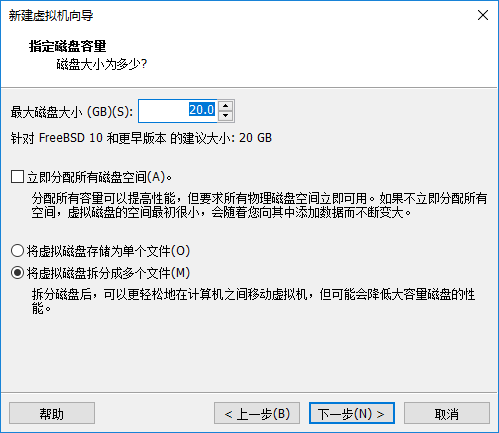 新建虚拟机向导
指定磁盘容量
磁盘大小为多少?
最大磁盘大小 (GB)(S): 20.0
针对 FreeBSD 10 和更早版本 的建议大小: 20 GB
立即分配所有磁盘空间(A)。
分配所有容量可以提高性能，但要求所有物理磁盘空间立即可用。如果不立即分配所有
空间，虚拟磁盘的空间最初很小，会随着您向其中添加数据而不断变大。
将虚拟磁盘存储为单个文件(O)
将虚拟磁盘拆分成多个文件(M)
拆分磁盘后，可以更轻松地在计算机之间移动虚拟机，但可能会降低大容量磁盘的性
能。
帮助 < 上一步(B) 下一步(N) > 取消